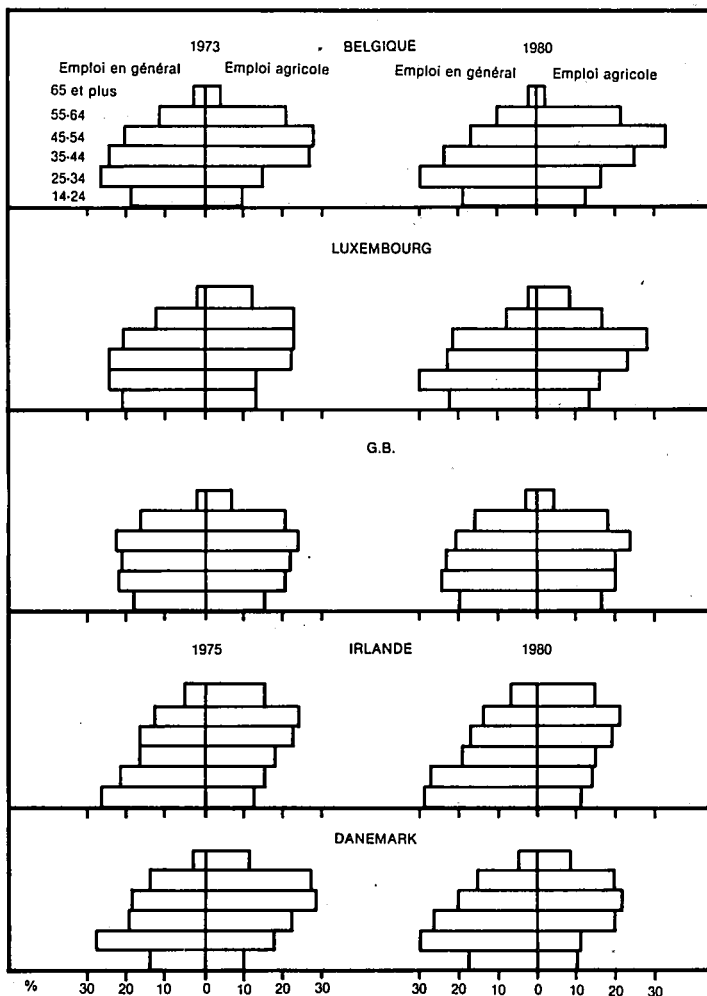 1973 BELGIQUE 1980
Emploi en général Emploi agricole Emploi en général Emploi agricole
65 et plus
55-64
45-54
35-44
25-34
14-24
LUXEMBOURG
G.B.
1975 IRLANDE 1980
DANEMARK
% 30 20 10 0 10 20 30 30 20 10 0 10 20 30